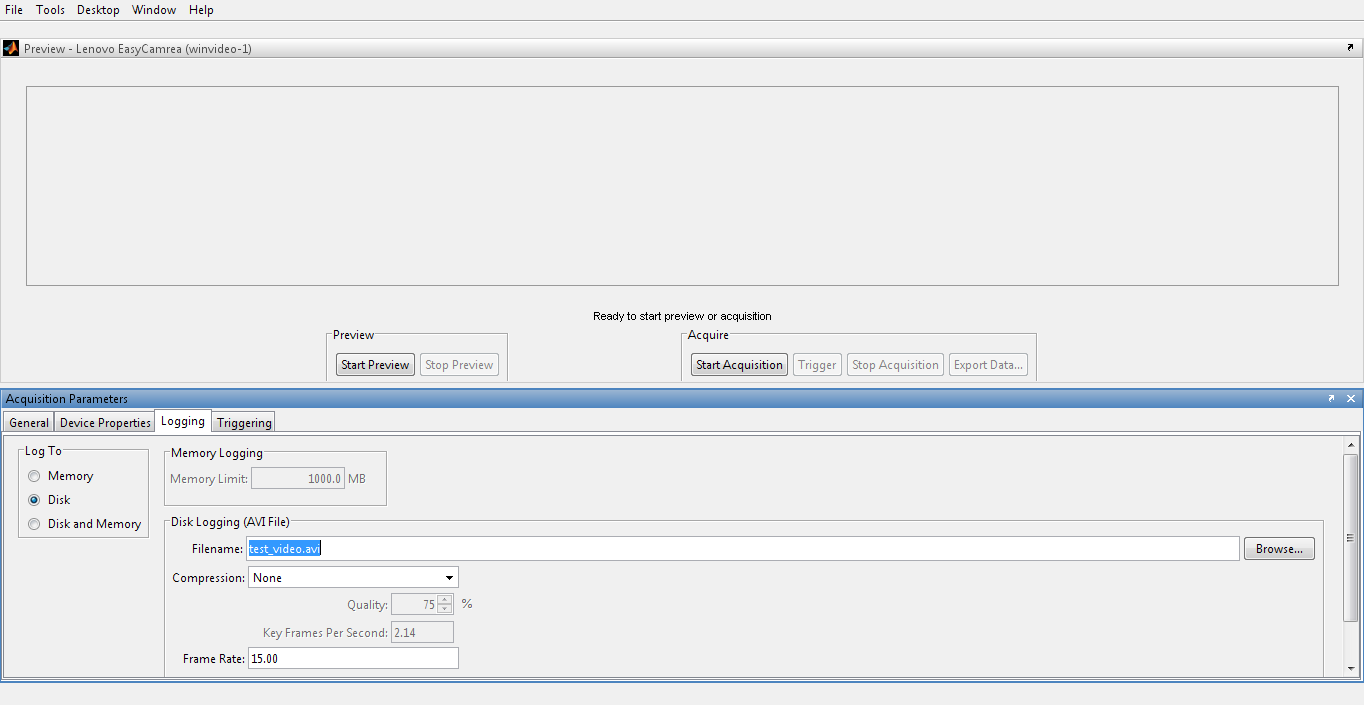 File Tools Desktop Window Help
Preview - Lenovo EasyCamrea (winvideo-1)
Ready to start preview or acquisition
Preview
Start Preview Stop Preview
Acquire
Start Acquisition Trigger Stop Acquisition Export Data...
Acquisition Parameters
General Device Properties Logging Triggering
Log To
Memory
Disk
Disk and Memory
Memory Logging
Memory Limit: 1000.0 MB
Disk Logging (AVI File)
Filename: test_video.avi Browse...
Compression: None
Quality: 75 %
Key Frames Per Second: 2.14
Frame Rate: 15.00